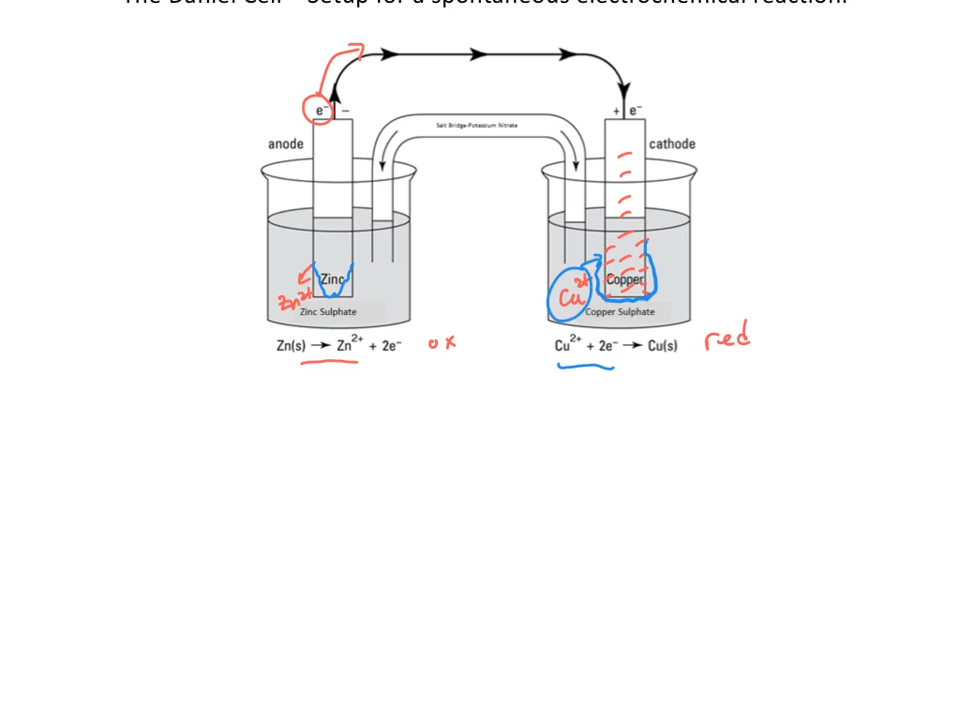 The Daniel Cell – Setup for a spontaneous electrochemical reaction.
e⁻ –
+ e⁻
Salt Bridge-Potassium Nitrate
anode
cathode
Zinc
Copper
Zn²⁺
Cu²⁺
Zinc Sulphate
Copper Sulphate
Zn(s) → Zn²⁺ + 2e⁻ ox
Cu²⁺ + 2e⁻ → Cu(s) red